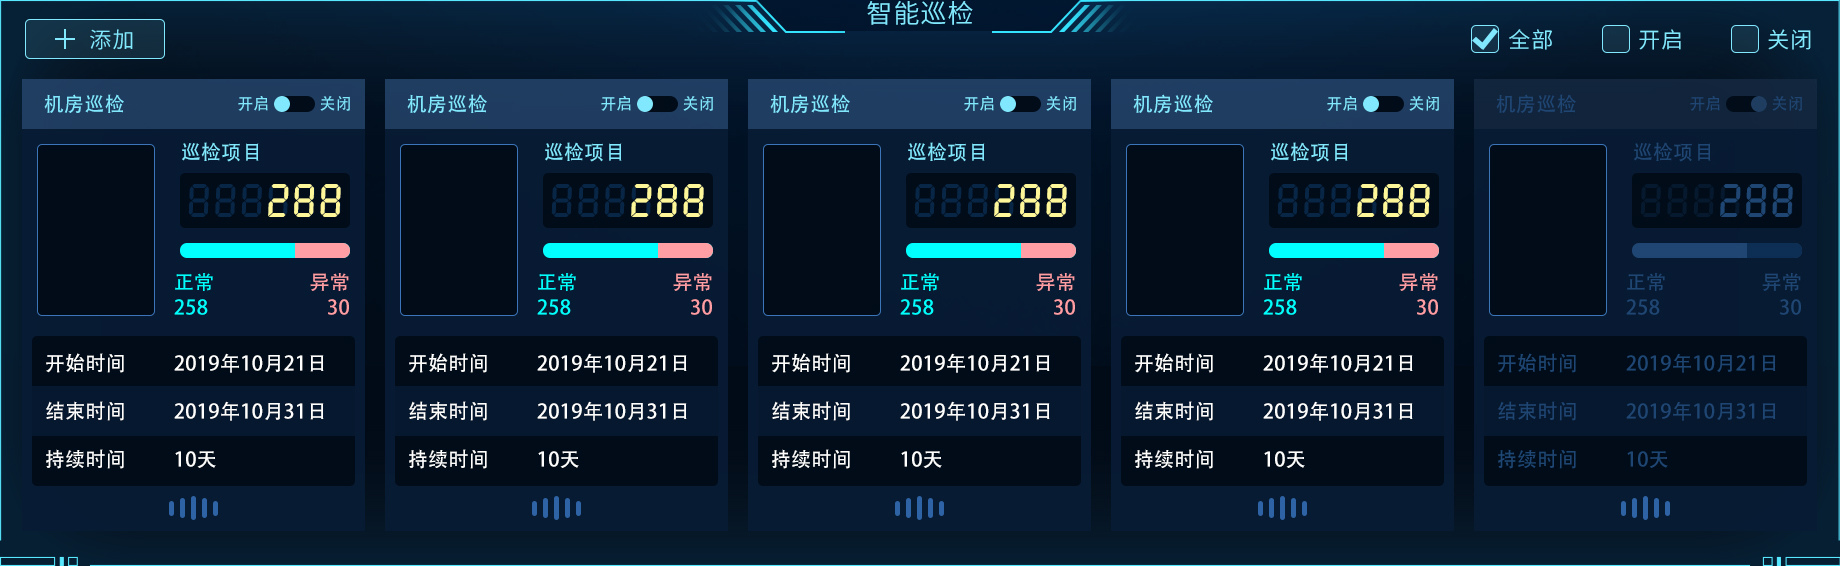 智能巡检
添加
全部 开启 关闭
机房巡检 开启 关闭
巡检项目
288
正常 异常
258 30
开始时间 2019年10月21日
结束时间 2019年10月31日
持续时间 10天
机房巡检 开启 关闭
巡检项目
288
正常 异常
258 30
开始时间 2019年10月21日
结束时间 2019年10月31日
持续时间 10天
机房巡检 开启 关闭
巡检项目
288
正常 异常
258 30
开始时间 2019年10月21日
结束时间 2019年10月31日
持续时间 10天
机房巡检 开启 关闭
巡检项目
288
正常 异常
258 30
开始时间 2019年10月21日
结束时间 2019年10月31日
持续时间 10天
机房巡检 开启 关闭
巡检项目
288
正常 异常
258 30
开始时间 2019年10月21日
结束时间 2019年10月31日
持续时间 10天